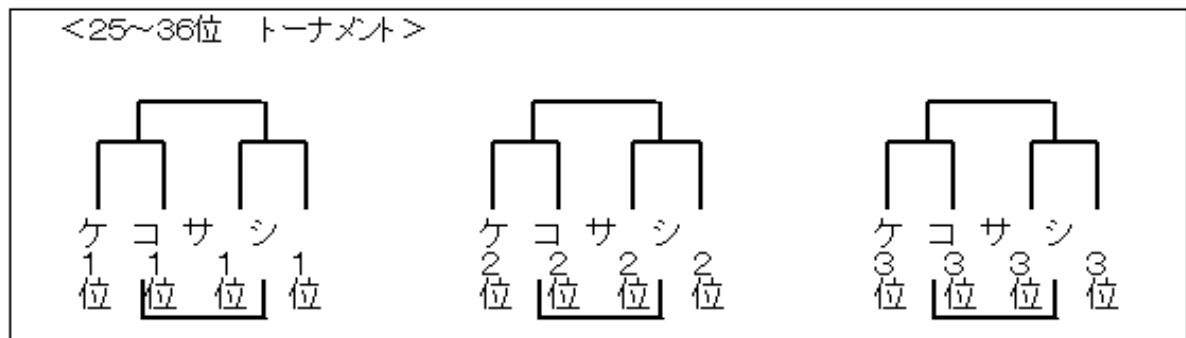 ＜25～36位　トーナメント＞
ケ コ サ シ　ケ コ サ シ　ケ コ サ シ
1位 1位 1位 1位　2位 2位 2位 2位　3位 3位 3位 3位